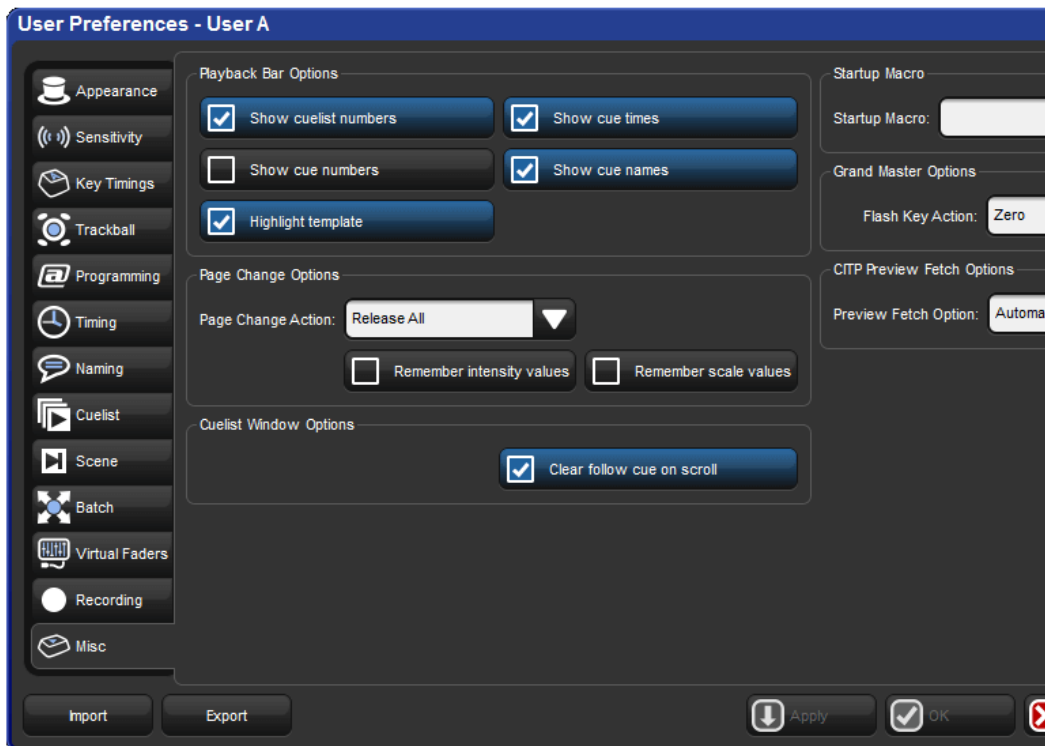 User Preferences - User A
Appearance
Sensitivity
Key Timings
Trackball
Programming
Timing
Naming
Cuelist
Scene
Batch
Virtual Faders
Recording
Misc
Playback Bar Options
Show cuelist numbers
Show cue times
Show cue numbers
Show cue names
Highlight template
Page Change Options
Page Change Action: Release All
Remember intensity values
Remember scale values
Cuelist Window Options
Clear follow cue on scroll
Startup Macro
Startup Macro:
Grand Master Options
Flash Key Action: Zero
CITP Preview Fetch Options
Preview Fetch Option: Automa
Import
Export
Apply
OK